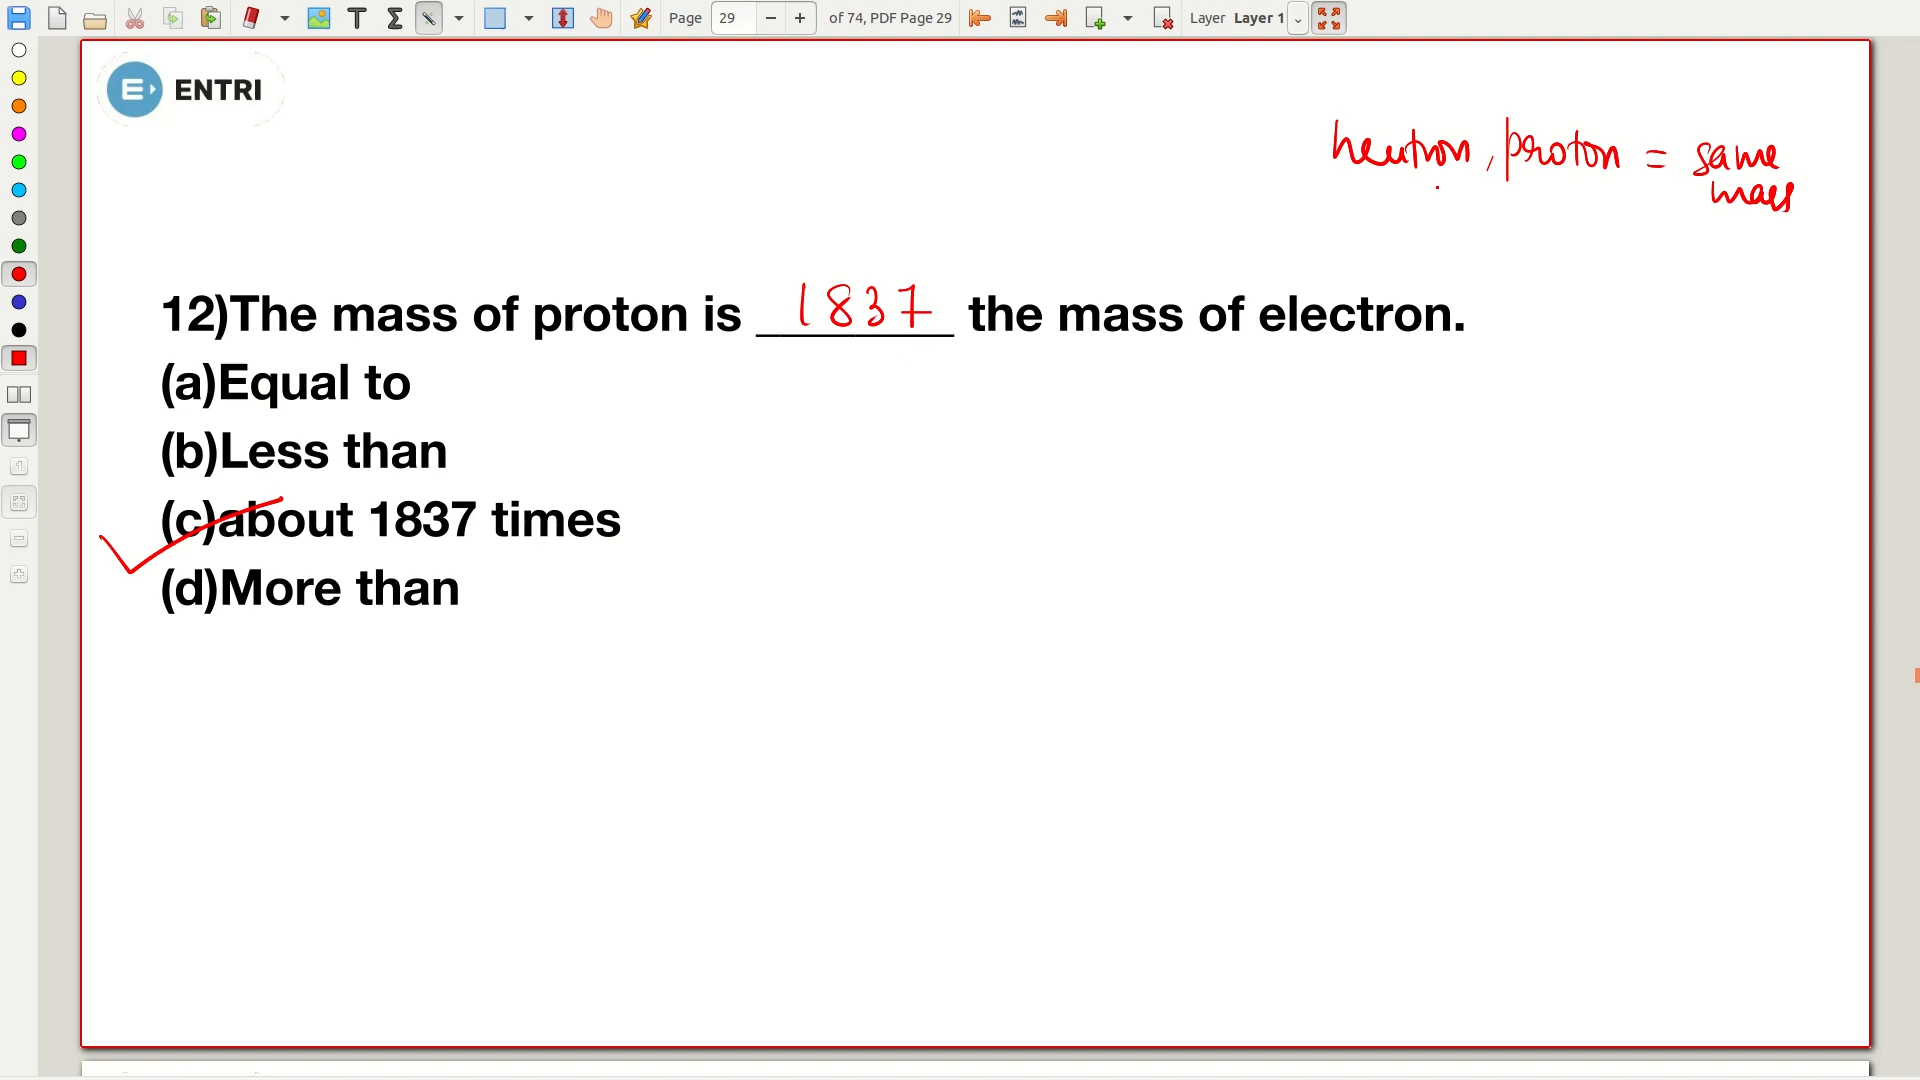 Page 29 of 74, PDF Page 29 Layer Layer 1
E ENTRI
neutron, proton = same
mass
12)The mass of proton is 1837 the mass of electron.
(a)Equal to
(b)Less than
(c)about 1837 times
(d)More than